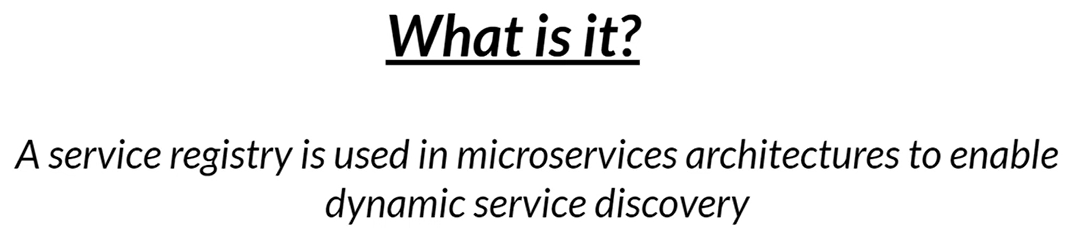 What is it?
A service registry is used in microservices architectures to enable
dynamic service discovery